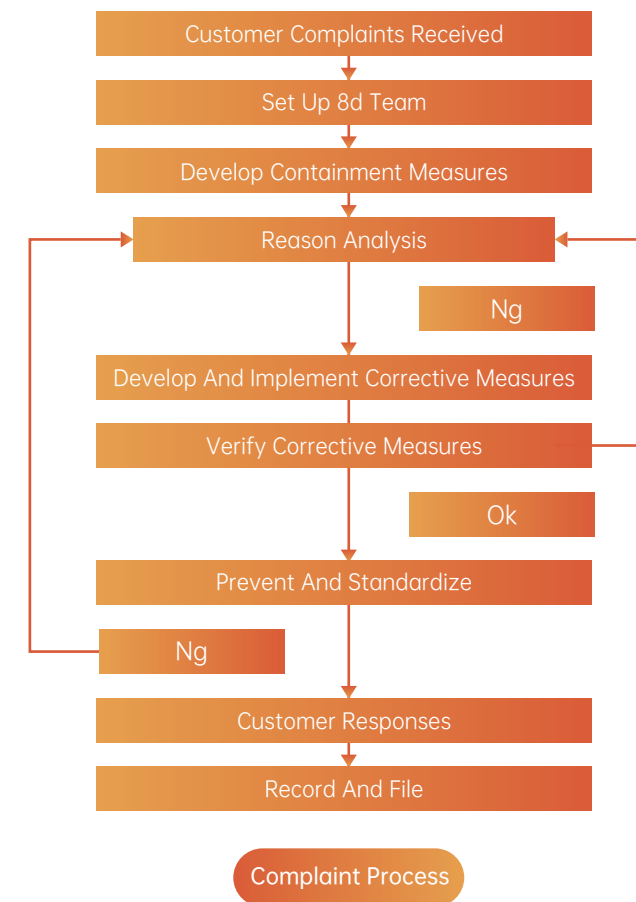 Customer Complaints Received
Set Up 8d Team
Develop Containment Measures
Reason Analysis
Ng
Develop And Implement Corrective Measures
Verify Corrective Measures
Ok
Prevent And Standardize
Ng
Customer Responses
Record And File
Complaint Process